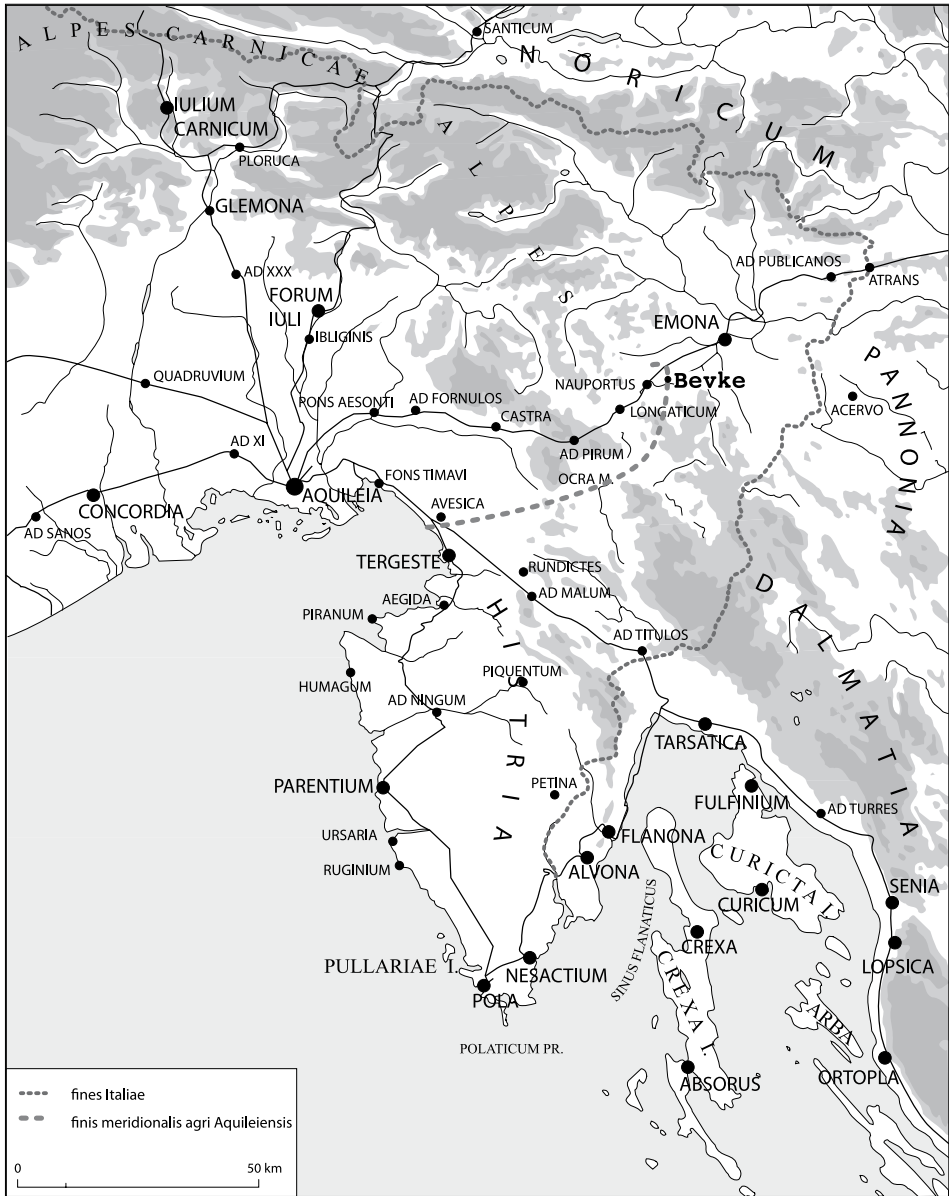 ALPES CARNICAE
SANTICUM
NORICUM
IULIUM
CARNICUM
PLORUCA
ALPES
GLEMONA
AD XXX
FORUM
IULI
IBLIGINIS
AD PUBLICANOS
ATRANS
EMONA
PANNONIA
QUADRUVIUM
NAUPORTUS
Bevke
LONGATICUM
ACERVO
PONS AESONTI
AD FORNULOS
CASTRA
AD PIRUM
OCRA M.
AD XI
FONS TIMAVI
AQUILEIA
CONCORDIA
AD SANOS
AVESICA
TERGESTE
RUNDICTES
AD MALUM
AEGIDA
PIRANUM
HISTRIA
DALMATIA
AD TITULOS
HUMAGUM
PIQUENTUM
AD NINGUM
TARSATICA
PARENTIUM
PETINA
FULFINIUM
AD TURRES
URSARIA
RUGINIUM
FLANONA
ALVONA
CURICTA I.
CURICUM
SENIA
SINUS FLANATICUS
CREXA
LOPSICA
PULLARIAE I.
NESACTIUM
POLA
CREXA I.
ARBA
POLATICUM PR.
ABSORUS
ORTOPLA
fines Italiae
finis meridionalis agri Aquileiensis
0 50 km